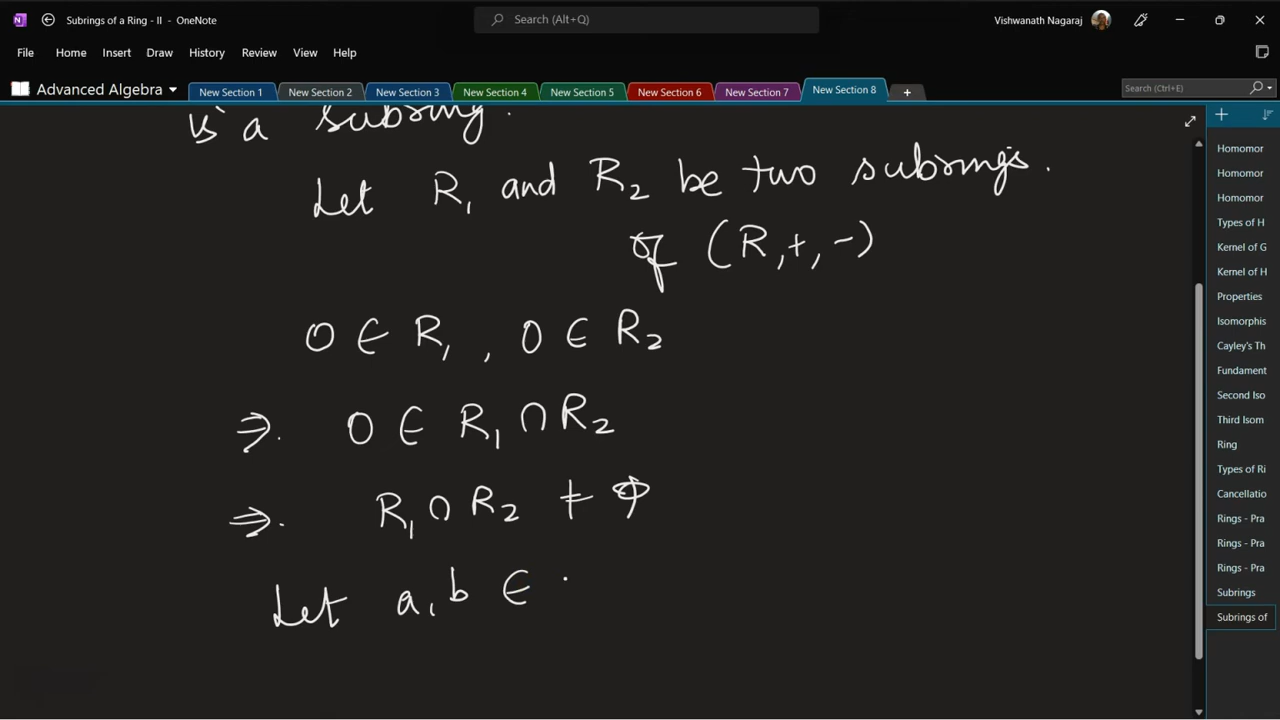 Subrings of a Ring - II - OneNote
Search (Alt+Q)
Vishwanath Nagaraj
File Home Insert Draw History Review View Help
Advanced Algebra
New Section 1 New Section 2 New Section 3 New Section 4 New Section 5 New Section 6 New Section 7 New Section 8
Search (Ctrl+E)
is a subring.
Let R₁ and R₂ be two subrings.
of (R,+,-)
0 ∈ R₁, 0 ∈ R₂
⇒. 0 ∈ R₁ ∩ R₂
⇒. R₁ ∩ R₂ ≠ φ
Let a, b ∈
Homomor
Homomor
Homomor
Types of H
Kernel of G
Kernel of H
Properties
Isomorphis
Cayley's Th
Fundament
Second Iso
Third Isom
Ring
Types of Ri
Cancellatio
Rings - Pra
Rings - Pra
Rings - Pra
Subrings
Subrings of